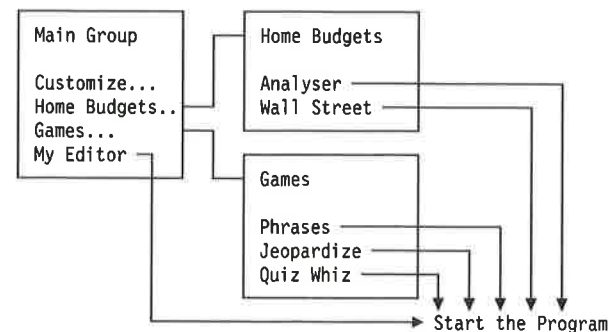 Main Group
Customize...
Home Budgets..
Games...
My Editor
Home Budgets
Analyser
Wall Street
Games
Phrases
Jeopardize
Quiz Whiz
Start the Program